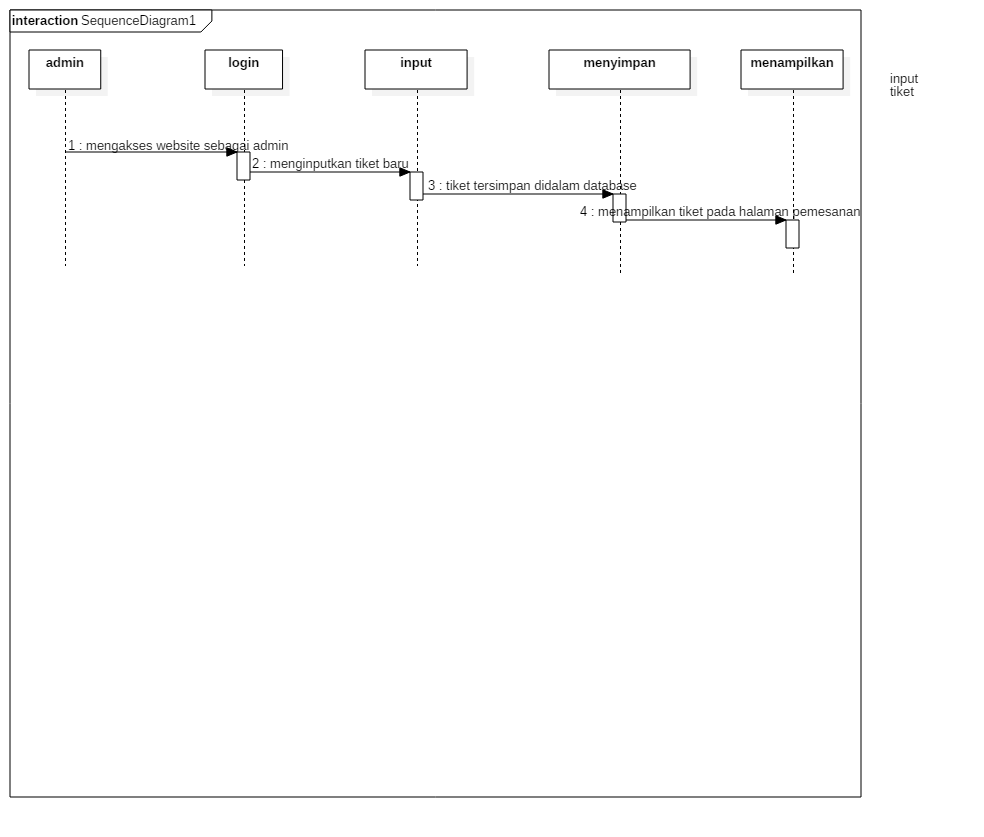 interaction SequenceDiagram1
admin
login
input
menyimpan
menampilkan
input
tiket
1 : mengakses website sebagai admin
2 : menginputkan tiket baru
3 : tiket tersimpan didalam database
4 : menampilkan tiket pada halaman pemesanan